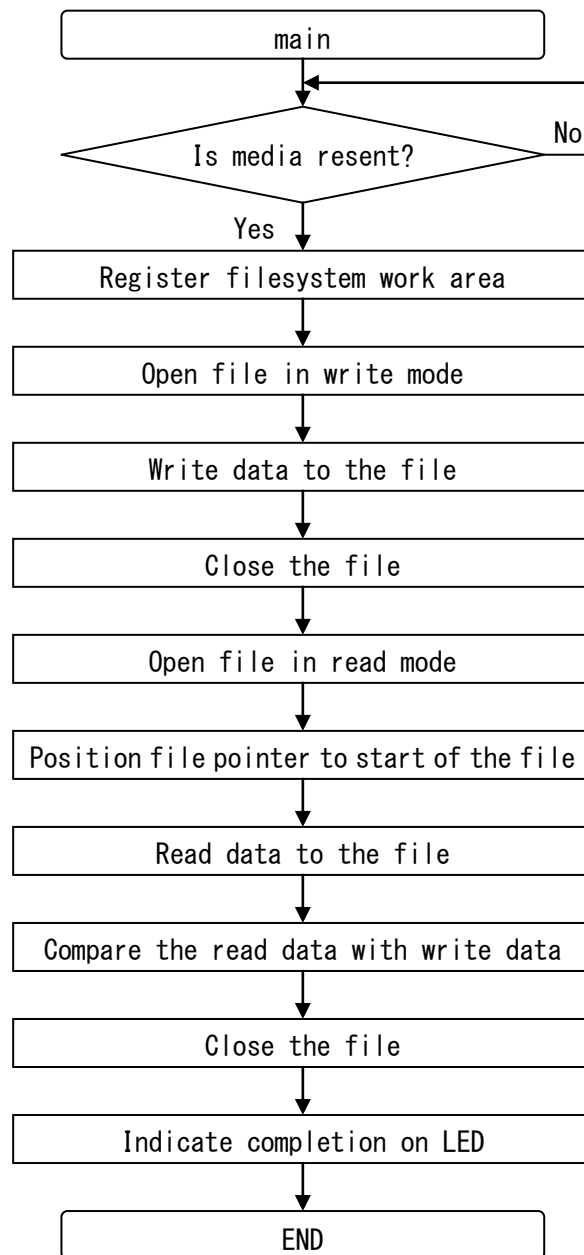 main
Is media resent?
No
Yes
Register filesystem work area
Open file in write mode
Write data to the file
Close the file
Open file in read mode
Position file pointer to start of the file
Read data to the file
Compare the read data with write data
Close the file
Indicate completion on LED
END